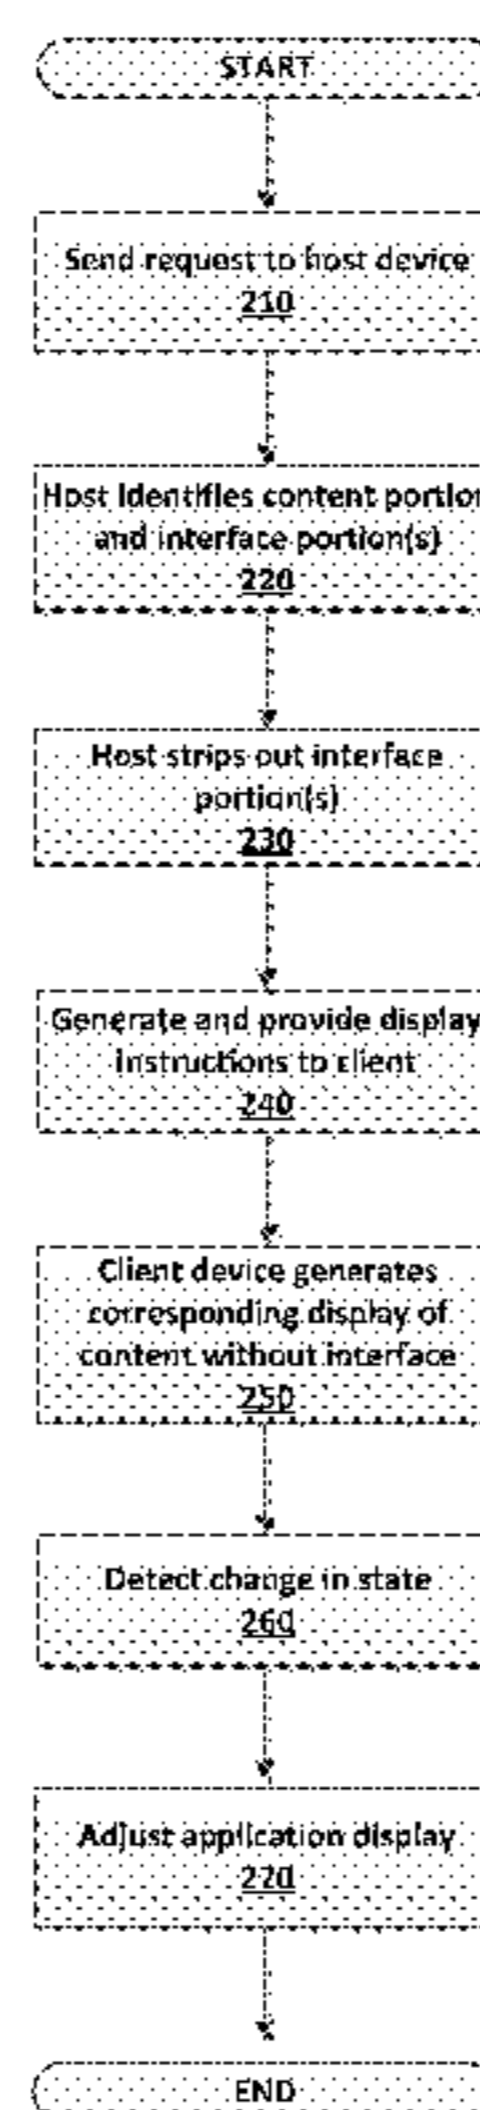 START
Send request to host device
210
Host identifies content portion
and interface portion(s)
220
Host strips out interface
portion(s)
230
Generate and provide display
instructions to client
240
Client device generates
corresponding display of
content without interface
250
Detect change in state
260
Adjust application display
270
END